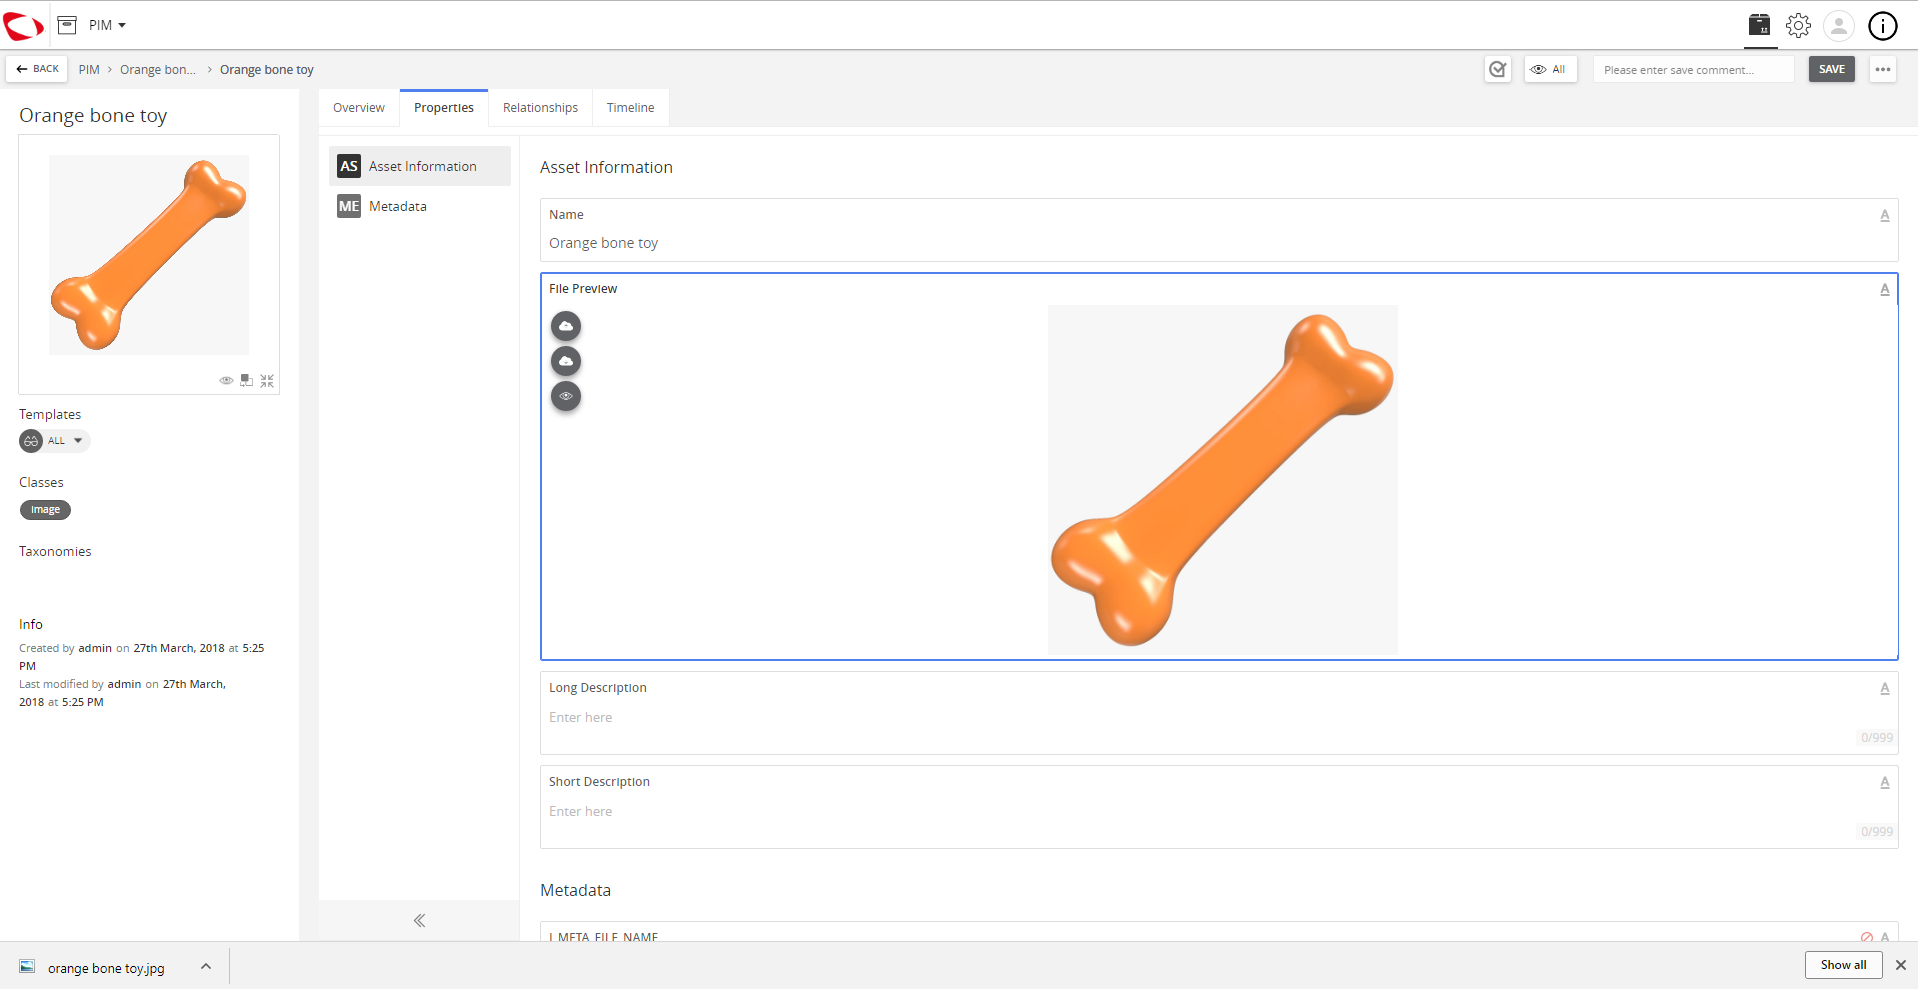 PIM
BACK
PIM > Orange bon... > Orange bone toy
All
Please enter save comment...
SAVE
Orange bone toy
Templates
ALL
Classes
Image
Taxonomies
Info
Created by admin on 27th March, 2018 at 5:25
PM
Last modified by admin on 27th March,
2018 at 5:25 PM
Overview
Properties
Relationships
Timeline
AS Asset Information
ME Metadata
Asset Information
Name
A
Orange bone toy
File Preview
A
Long Description
A
Enter here
0/999
Short Description
A
Enter here
0/999
Metadata
J_META_FILE_NAME
A
orange bone toy.jpg
Show all